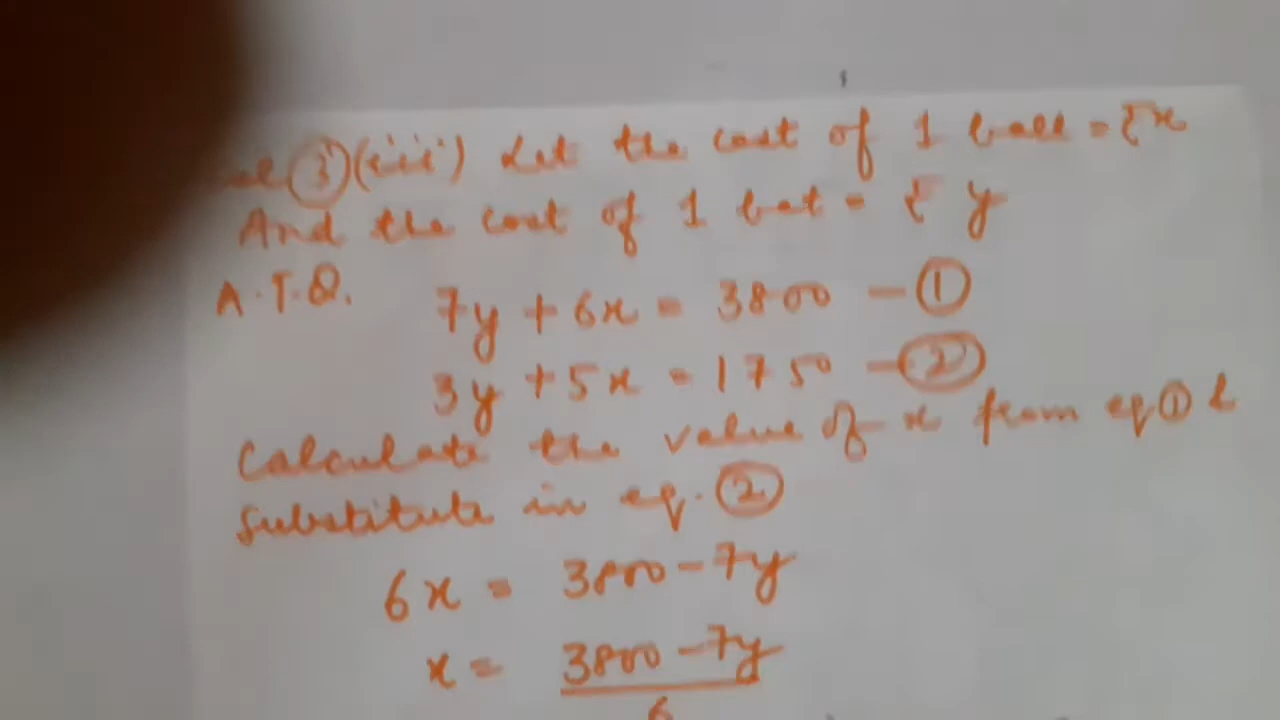 ③(iii) Let the cost of 1 ball = ₹x
And the cost of 1 bat = ₹ y
A.T.Q.
7y + 6x = 3800 — ①
3y + 5x = 1750 — ②
Calculate the value of x from eq ① &
Substitute in eq. ②
6x = 3800 - 7y
x = 3800 - 7y
6